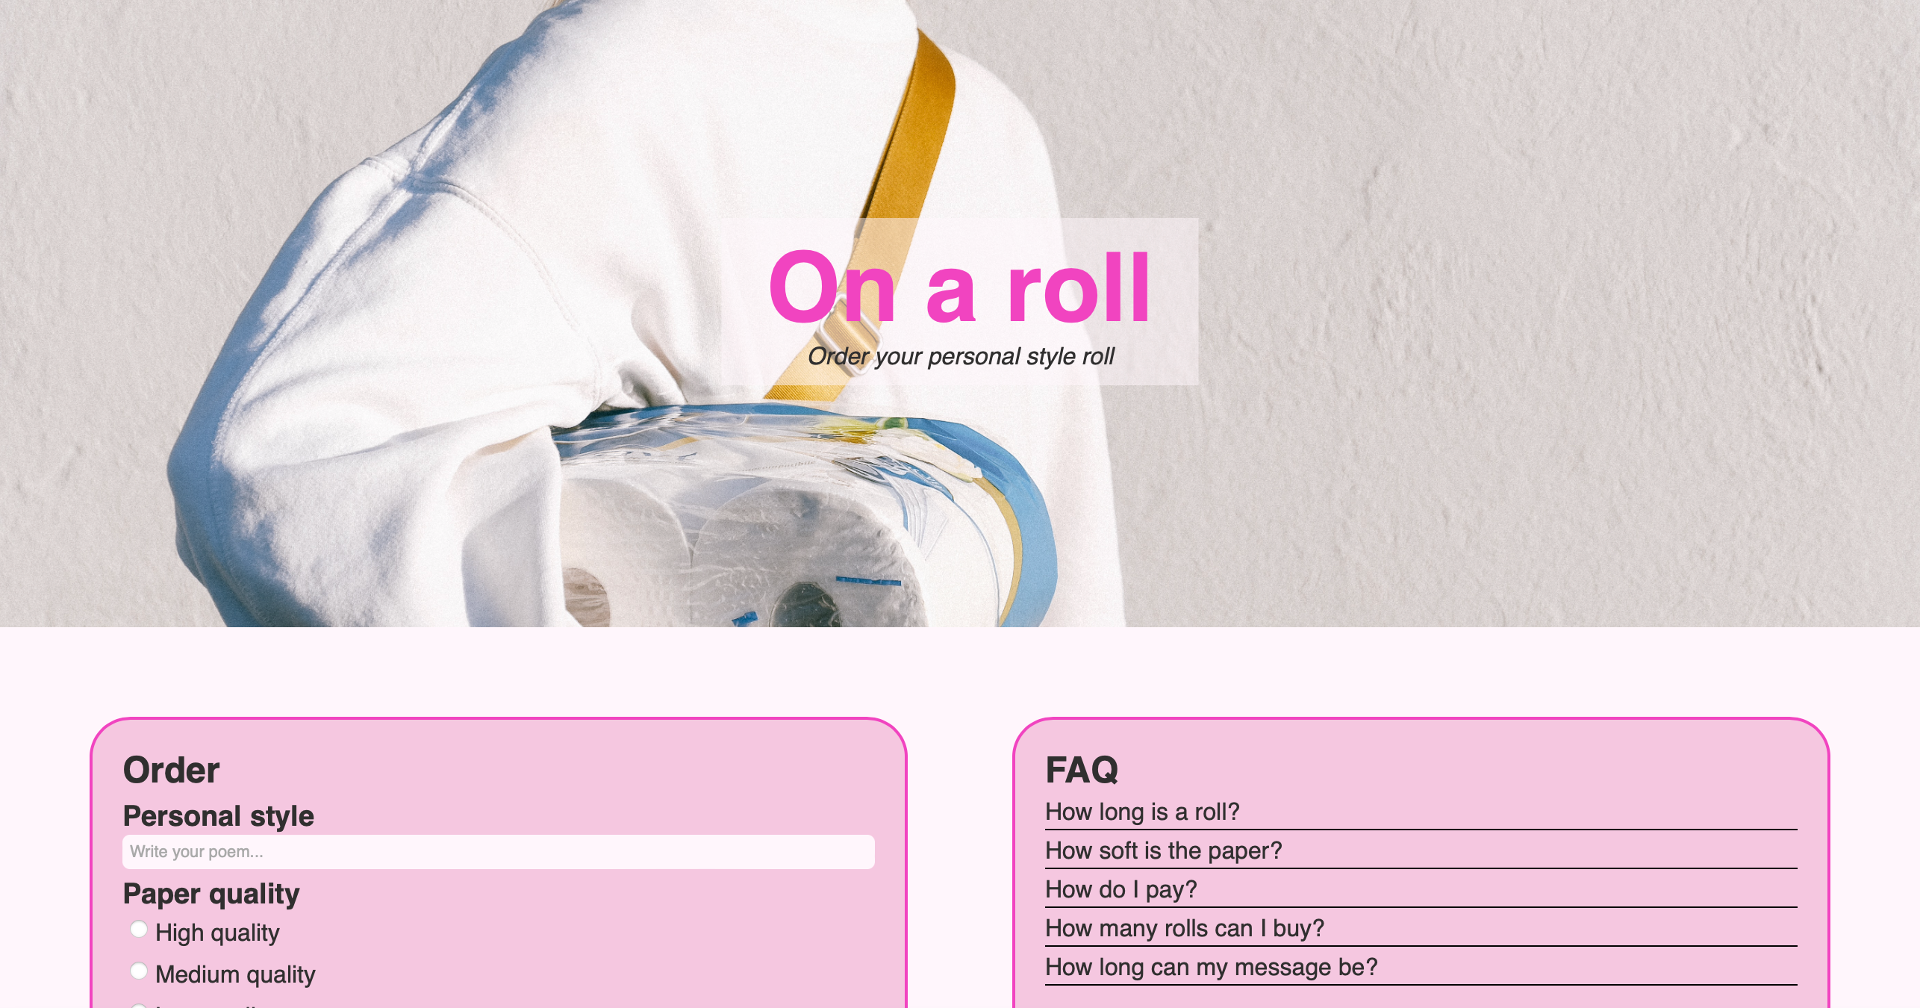 On a roll
Order your personal style roll
Order
Personal style
Write your poem...
Paper quality
High quality
Medium quality
FAQ
How long is a roll?
How soft is the paper?
How do I pay?
How many rolls can I buy?
How long can my message be?